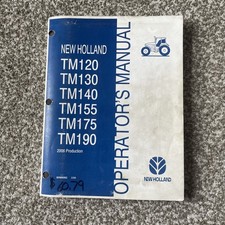 NEW HOLLAND
TM120
TM130
TM140
TM155
TM175
TM190
2006 Production
OPERATOR'S MANUAL
NEW HOLLAND